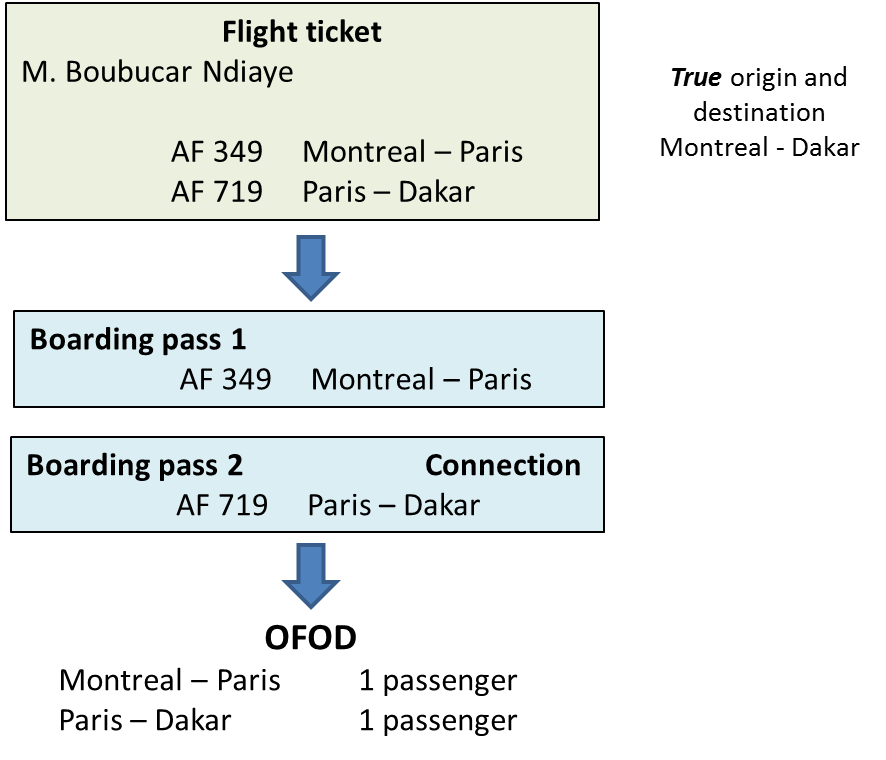 Flight ticket
M. Boubucar Ndiaye
AF 349 Montreal – Paris
AF 719 Paris – Dakar
True origin and
destination
Montreal - Dakar
Boarding pass 1
AF 349 Montreal – Paris
Boarding pass 2 Connection
AF 719 Paris – Dakar
OFOD
Montreal – Paris 1 passenger
Paris – Dakar 1 passenger